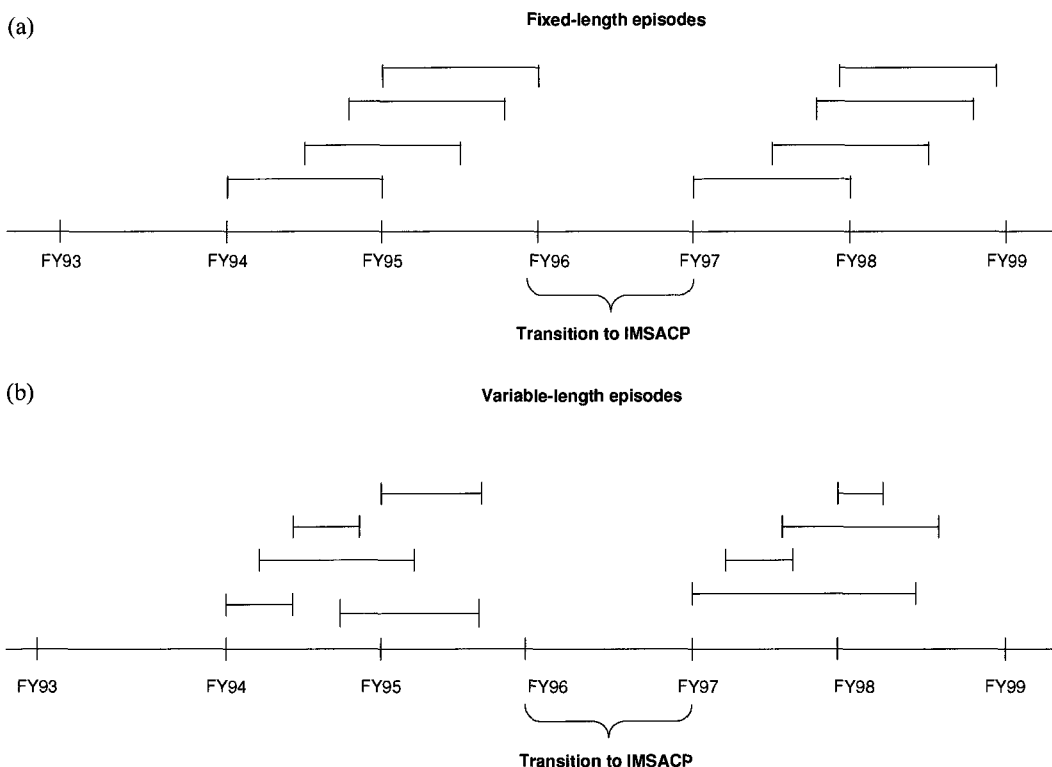 (a)
Fixed-length episodes
FY93 FY94 FY95 FY96 FY97 FY98 FY99
Transition to IMSACP
(b)
Variable-length episodes
FY93 FY94 FY95 FY96 FY97 FY98 FY99
Transition to IMSACP